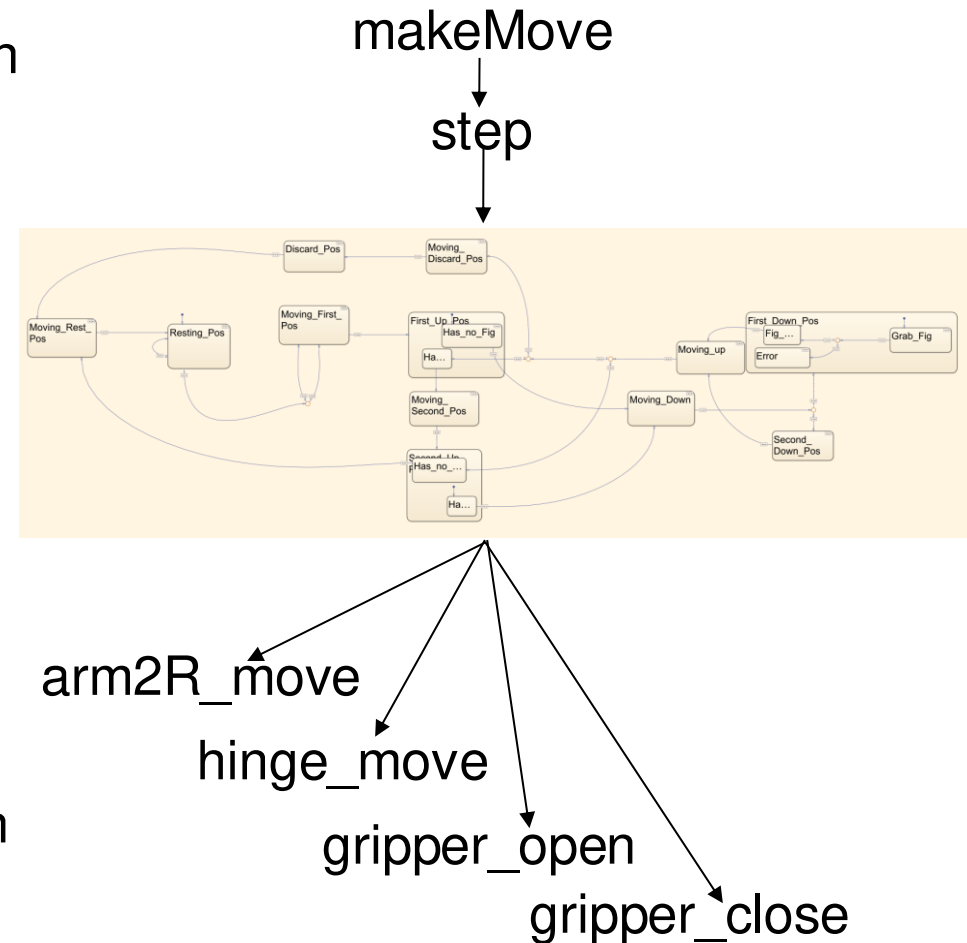 makeMove
n
step
Discard_Pos
Moving_
Discard_Pos
Moving_Rest_
Pos
Resting_Pos
Moving_First_
Pos
First_Up_Pos
Has_no_Fig
Ha...
Moving_up
First_Down_Pos
Fig_...
Error
Grab_Fig
Moving_
Second_Pos
Moving_Down
Second_
Down_Pos
Second_Up_
Has_no_...
Ha...
arm2R_move
hinge_move
n
gripper_open
gripper_close